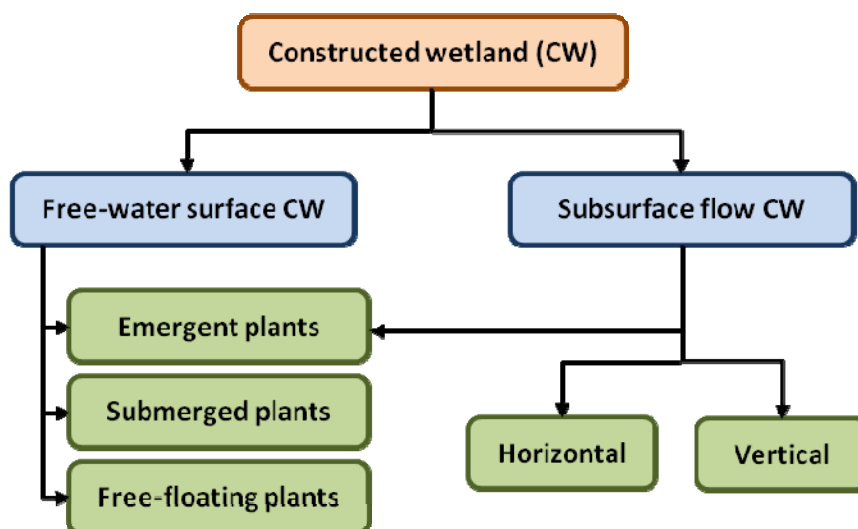 Constructed wetland (CW)
Free-water surface CW
Subsurface flow CW
Emergent plants
Submerged plants
Free-floating plants
Horizontal
Vertical